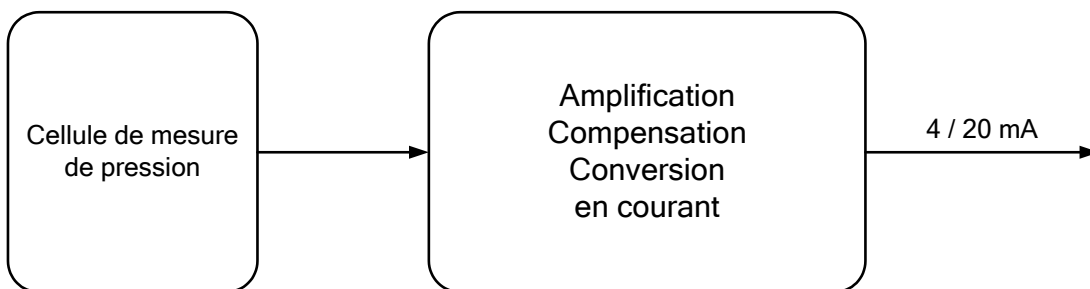 Cellule de mesure
de pression
Amplification
Compensation
Conversion
en courant
4 / 20 mA